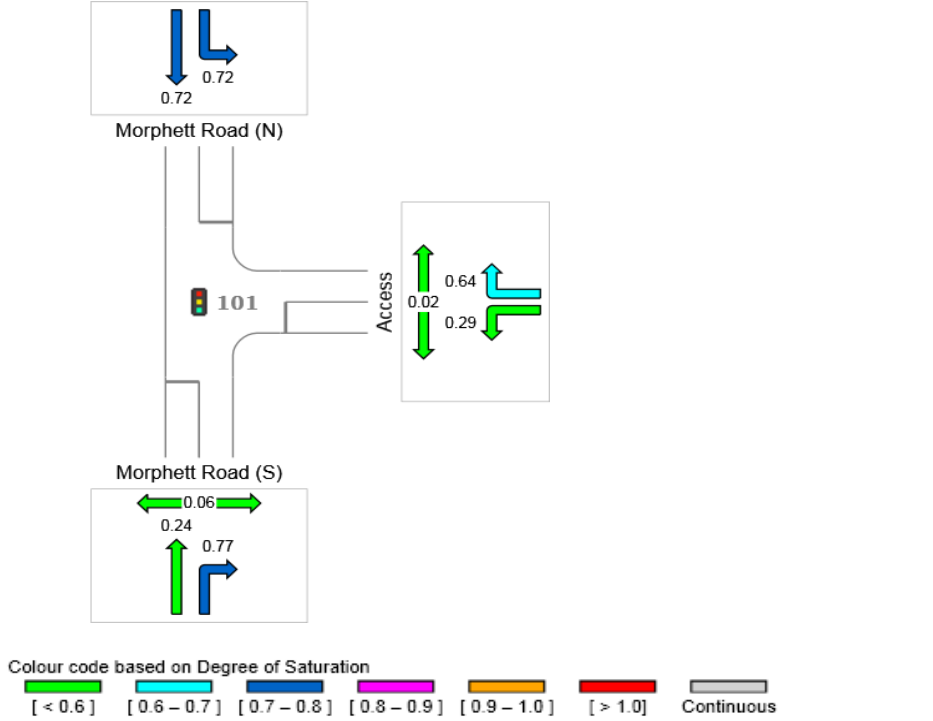 0.72
0.72
Morphett Road (N)
101
Access
0.64
0.02
0.29
Morphett Road (S)
0.06
0.24
0.77
Colour code based on Degree of Saturation
[ < 0.6 ] [ 0.6 – 0.7 ] [ 0.7 – 0.8 ] [ 0.8 – 0.9 ] [ 0.9 – 1.0 ] [ > 1.0] Continuous